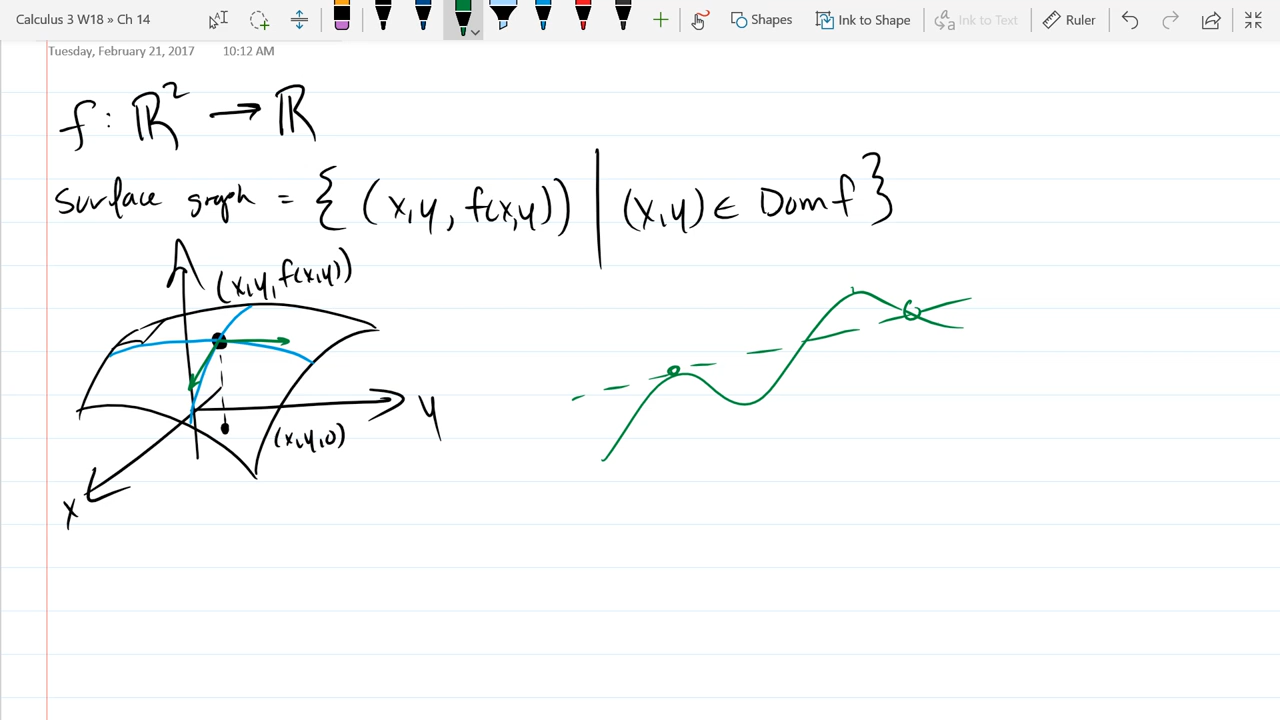 Calculus 3 W18 » Ch 14
Shapes
Ink to Shape
Ink to Text
Ruler
Tuesday, February 21, 2017 10:12 AM
f: ℝ² → ℝ
Surface graph = { (x,y, f(x,y)) | (x,y) ∈ Dom f }
(x,y, f(x,y))
y
(x,y,0)
x